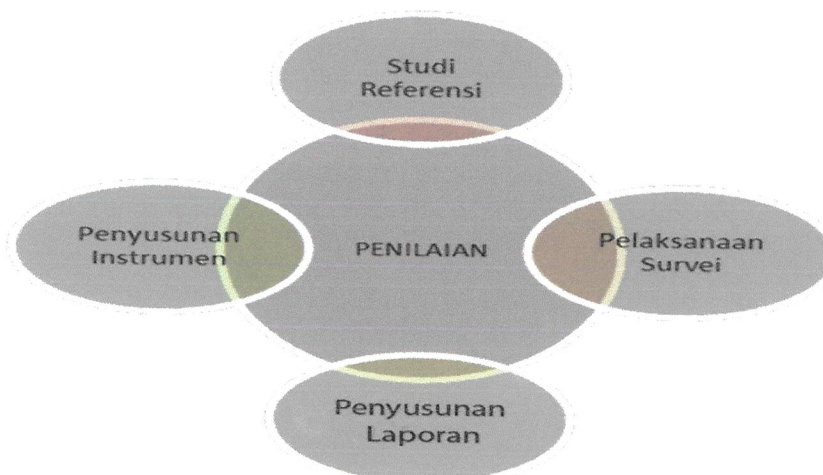 Studi
Referensi
Penyusunan
Instrumen
PENILAIAN
Pelaksanaan
Survei
Penyusunan
Laporan